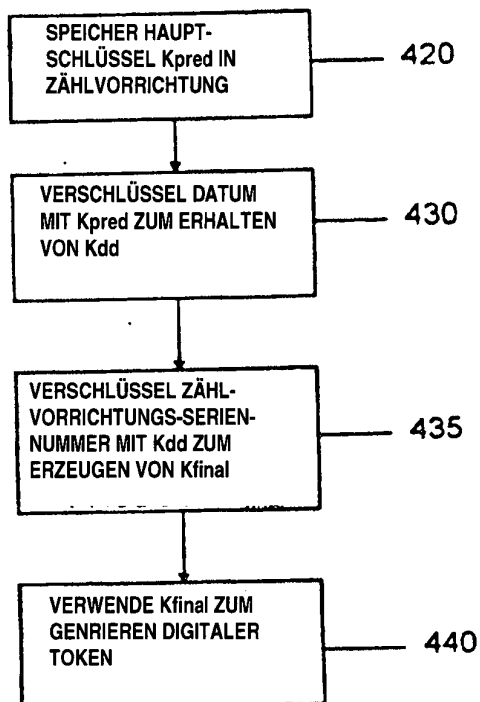 SPEICHER HAUPT-
SCHLÜSSEL Kpred IN
ZÄHLVORRICHTUNG
420
VERSCHLÜSSEL DATUM
MIT Kpred ZUM ERHALTEN
VON Kdd
430
VERSCHLÜSSEL ZÄHL-
VORRICHTUNGS-SERIEN-
NUMMER MIT Kdd ZUM
ERZEUGEN VON Kfinal
435
VERWENDE Kfinal ZUM
GENRIEREN DIGITALER
TOKEN
440